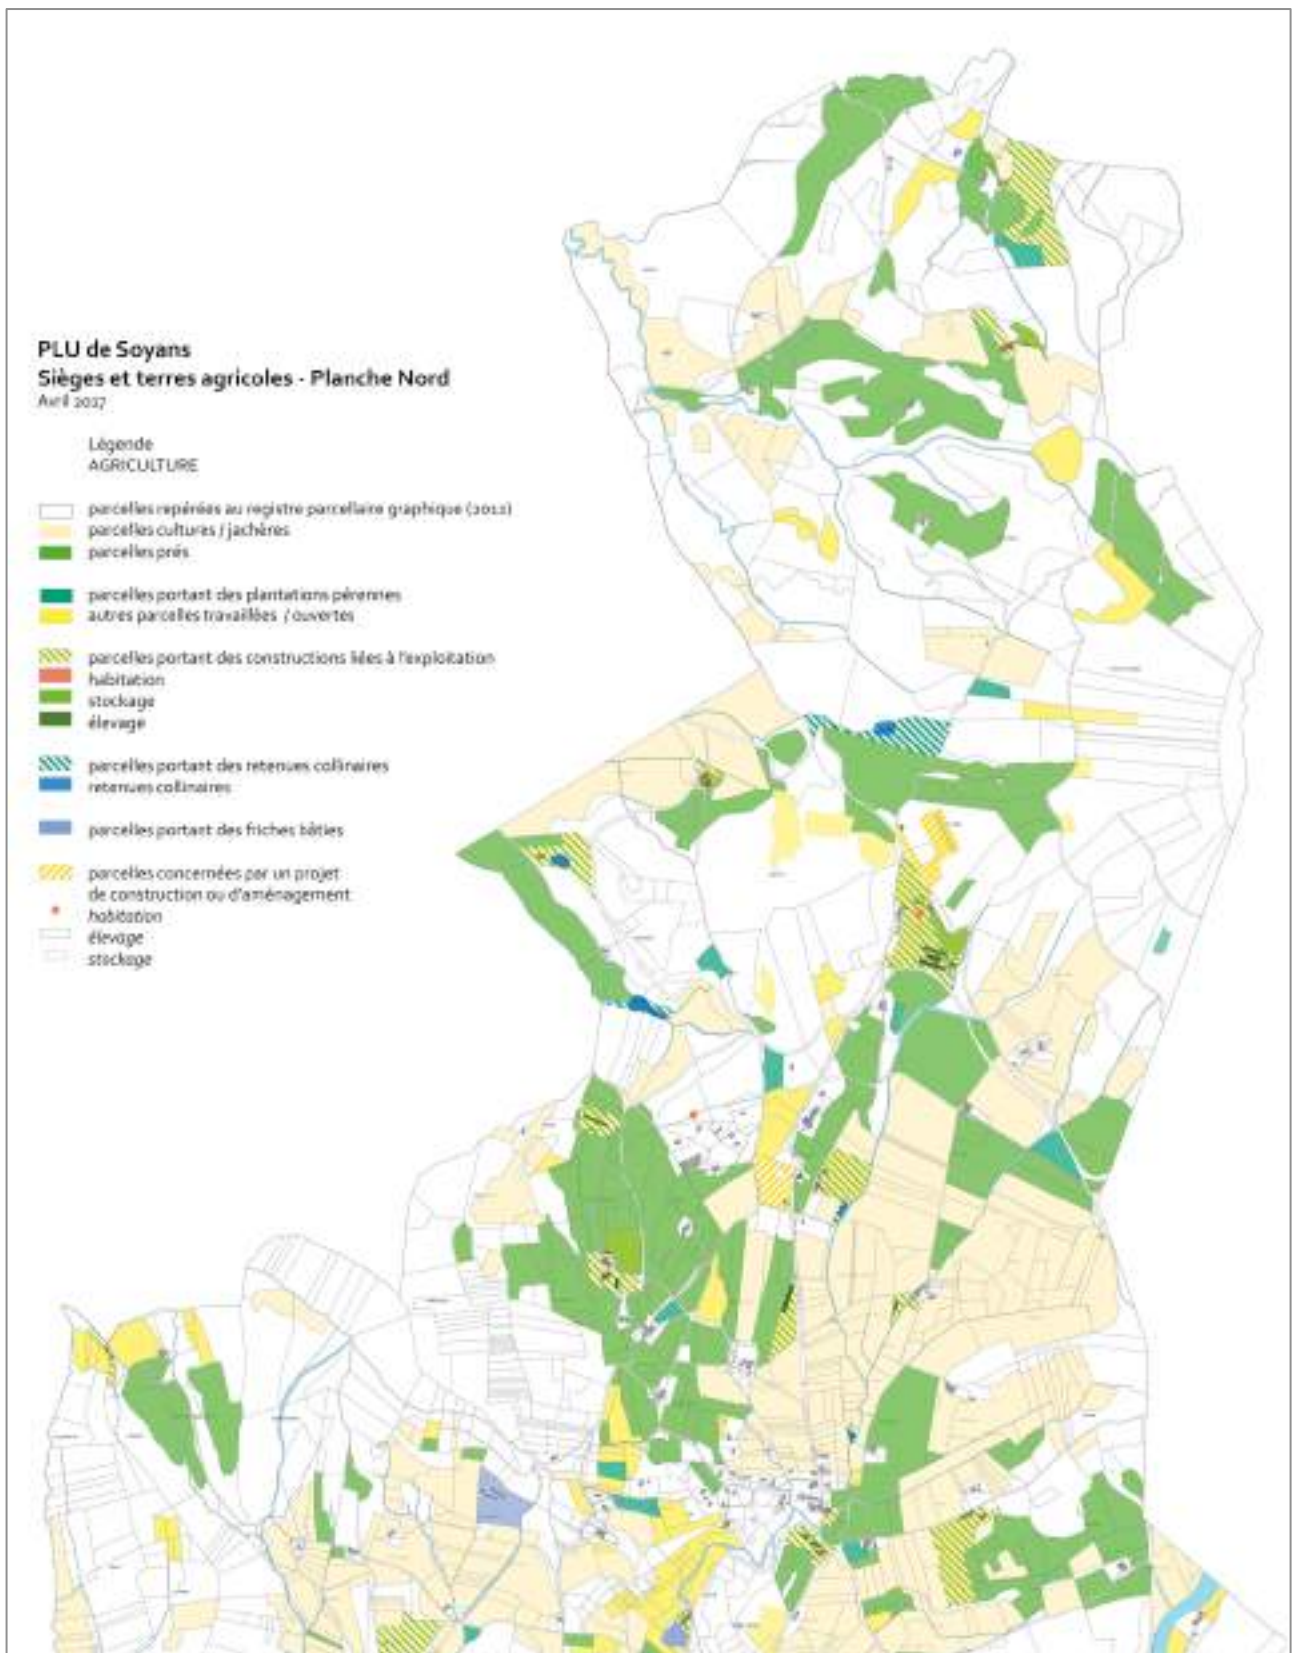 PLU de Soyans
Sièges et terres agricoles - Planche Nord
Avril 2017
Légende
AGRICULTURE
parcelles repérées au registre parcellaire graphique (2012)
parcelles cultures / jachères
parcelles prés
parcelles portant des plantations pérennes
autres parcelles travaillées / ouvertes
parcelles portant des constructions liées à l'exploitation
habitation
stockage
élevage
parcelles portant des retenues collinaires
retenues collinaires
parcelles portant des friches bâties
parcelles concernées par un projet
de construction ou d'aménagement
habitation
élevage
stockage